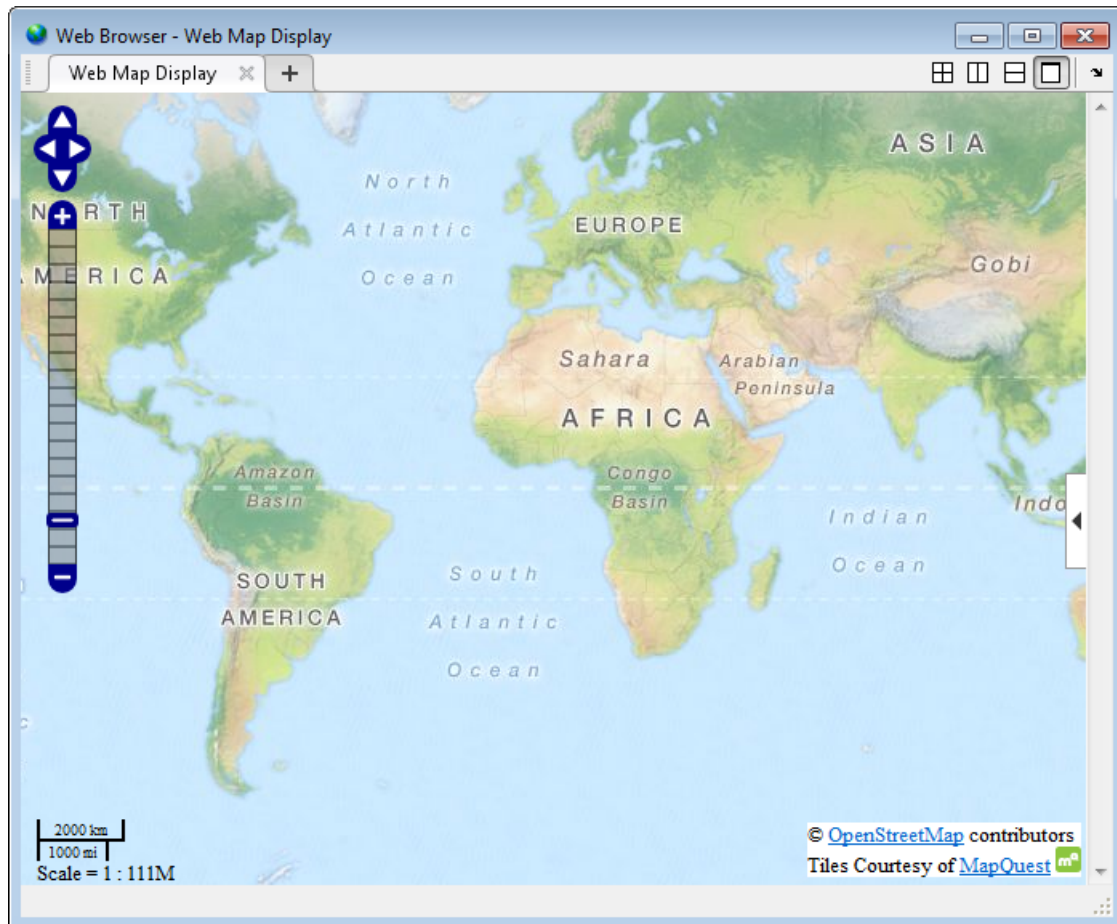 Web Browser - Web Map Display
Web Map Display
North
Atlantic
Ocean
NORTH
AMERICA
EUROPE
ASIA
Gobi
Sahara
Arabian
Peninsula
AFRICA
Amazon
Basin
Congo
Basin
Indian
Ocean
Indo
SOUTH
AMERICA
South
Atlantic
Ocean
2000 km
1000 mi
Scale = 1 : 111M
© OpenStreetMap contributors
Tiles Courtesy of MapQuest